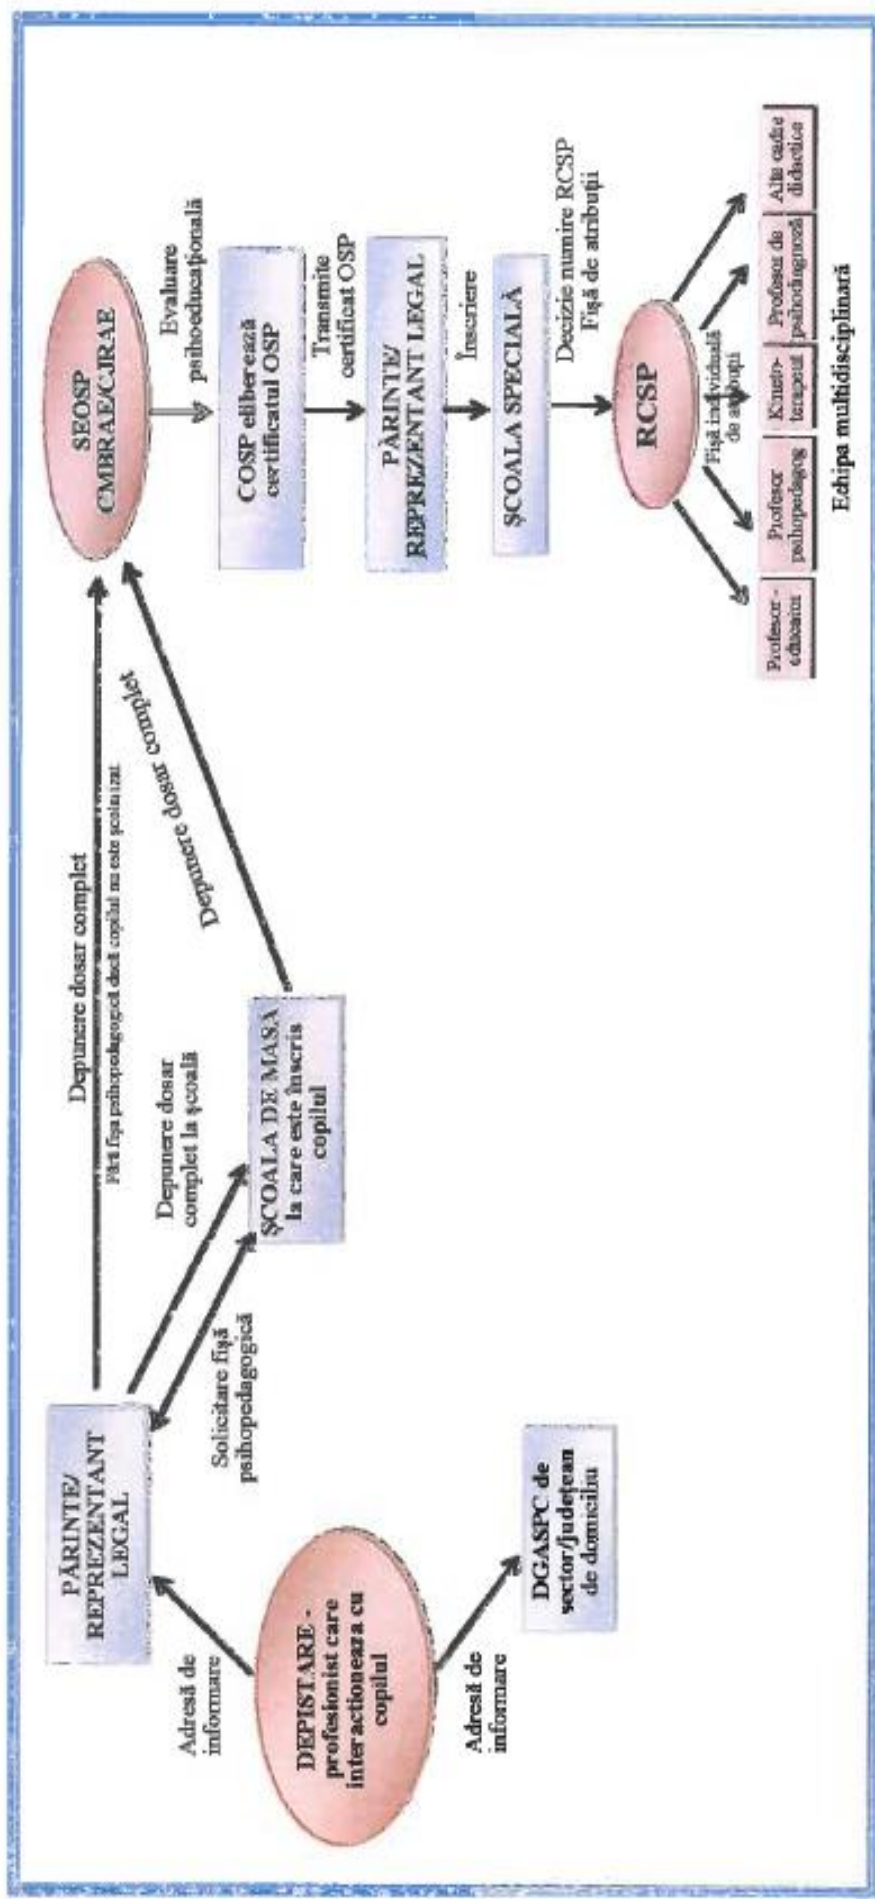 DEPISTARE -
profesionist care
interactioneaza cu
copilul
Adresă de
informare
Adresă de
informare
PĂRINTE/
REPREZENTANT
LEGAL
DGASPC de
sector/județean
de domiciliu
Solicitare fișă
psihopedagogică
Depunere dosar
complet la școală
ȘCOALA DE MASA
la care este înscris
copilul
Depunere dosar complet
Fără fișa psihopedagogică dacă copilul nu este școlarizat
Depunere dosar complet
SEOSP
CMBRAE/CJRAE
Evaluare
psihoeducațională
COSP eliberează
certificatul OSP
Transmite
certificat OSP
PĂRINTE/
REPREZENTANT LEGAL
Înscriere
ȘCOALA SPECIALĂ
Decizie numire RCSP
Fișă de atribuții
RCSP
Fișă individuală
de atribuții
Profesor -
educator
Profesor
psihopedagog
Kineto-
terapeut
Profesor de
psihodiagnoză
Alte cadre
didactice
Echipa multidisciplinară